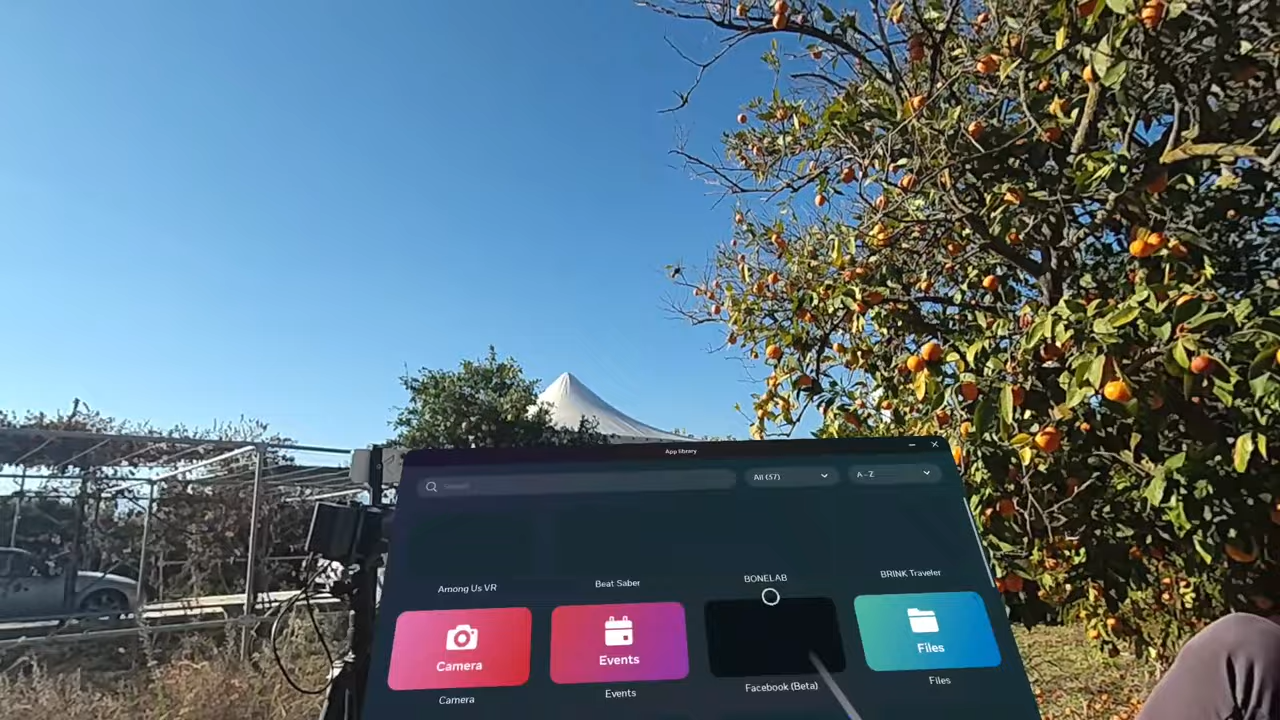 App library
Search
All (57)
A – Z
Among Us VR
Beat Saber
BONELAB
BRINK Traveler
Camera
Events
Files
Camera
Events
Facebook (Beta)
Files